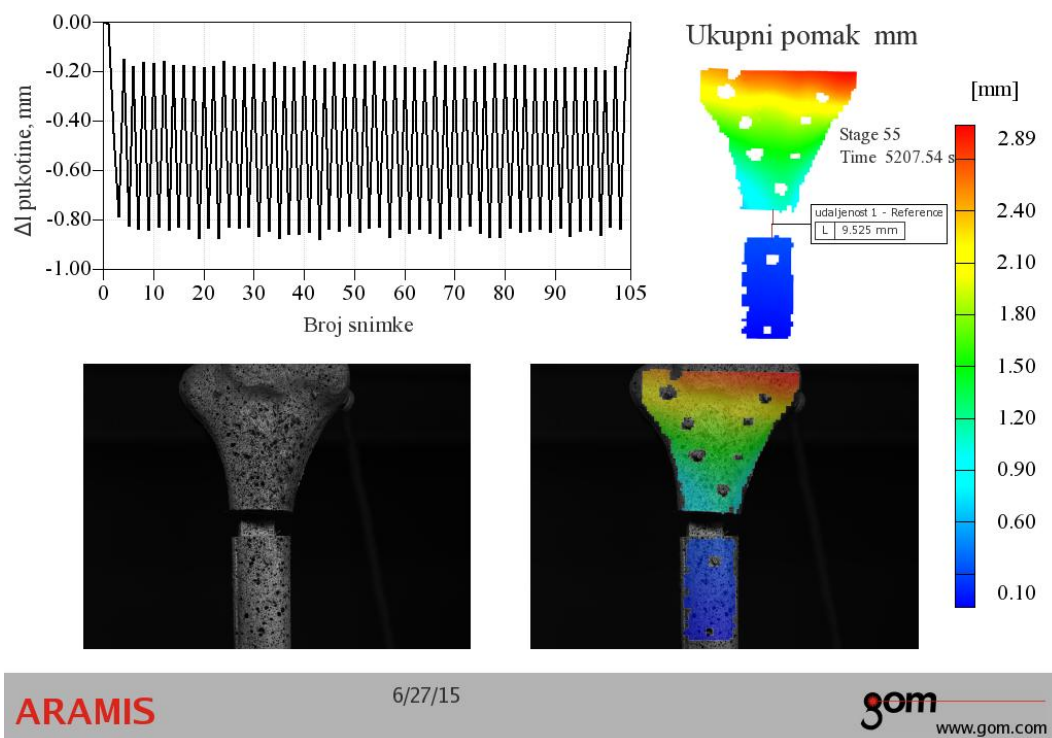 0.00
-0.20
-0.40
-0.60
-0.80
-1.00
Δl pukotine, mm
0 10 20 30 40 50 60 70 80 90 105
Broj snimke
Ukupni pomak mm
Stage 55
Time 5207.54 s
udaljenost 1 - Reference
L 9.525 mm
[mm]
2.89
2.40
2.10
1.80
1.50
1.20
0.90
0.60
0.10
ARAMIS
6/27/15
gom
www.gom.com